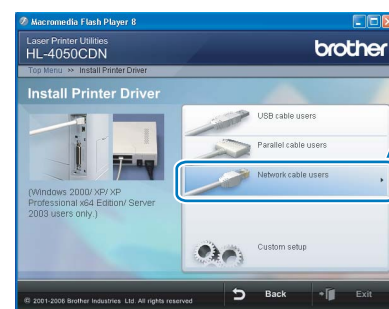 Macromedia Flash Player 8
Laser Printer Utilities
HL-4050CDN
brother
Top Menu >> Install Printer Driver
Install Printer Driver
USB cable users
Parallel cable users
Network cable users
(Windows 2000/ XP/ XP
Professional x64 Edition/ Server
2003 users only.)
Custom setup
© 2001-2006 Brother Industries Ltd. All rights reserved
Back
Exit